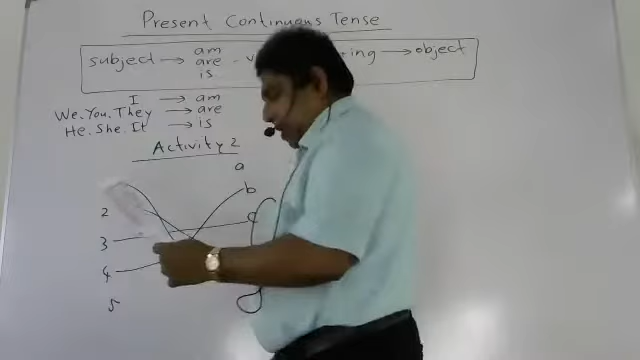 Present Continuous Tense
subject → am
are
is
ing → object
I → am
We. You. They → are
He. She. It → is
Activity 2
a
2
b
c
3
4
5